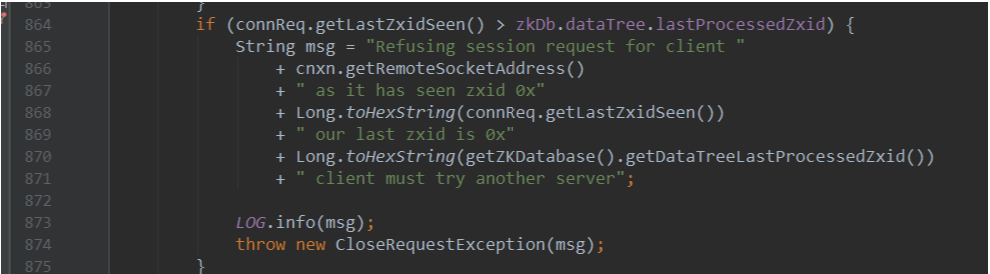 863 }
864 if (connReq.getLastZxidSeen() > zkDb.dataTree.lastProcessedZxid) {
865 String msg = "Refusing session request for client "
866 + cnxn.getRemoteSocketAddress()
867 + " as it has seen zxid 0x"
868 + Long.toHexString(connReq.getLastZxidSeen())
869 + " our last zxid is 0x"
870 + Long.toHexString(getZKDatabase().getDataTreeLastProcessedZxid())
871 + " client must try another server";
872
873 LOG.info(msg);
874 throw new CloseRequestException(msg);
875 }